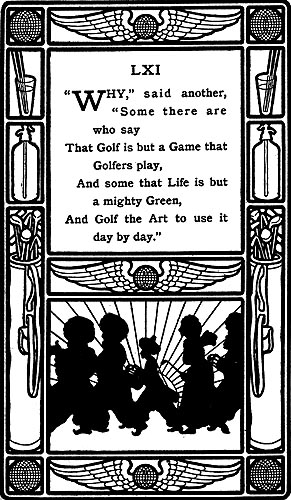 LXI
“WHY,” said another,
“Some there are
who say
That Golf is but a Game that
Golfers play,
And some that Life is but
a mighty Green,
And Golf the Art to use it
day by day.”